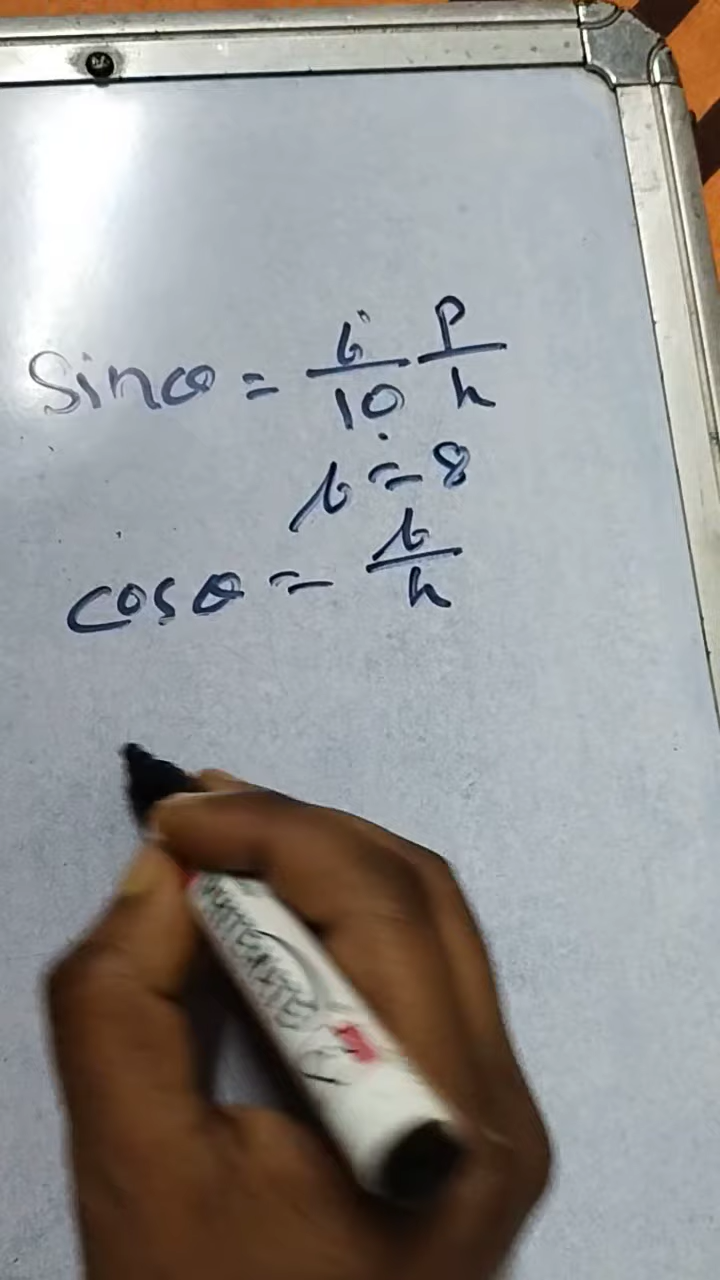 Sinθ = 6/10 P/h
b = 8
cosθ = b/h